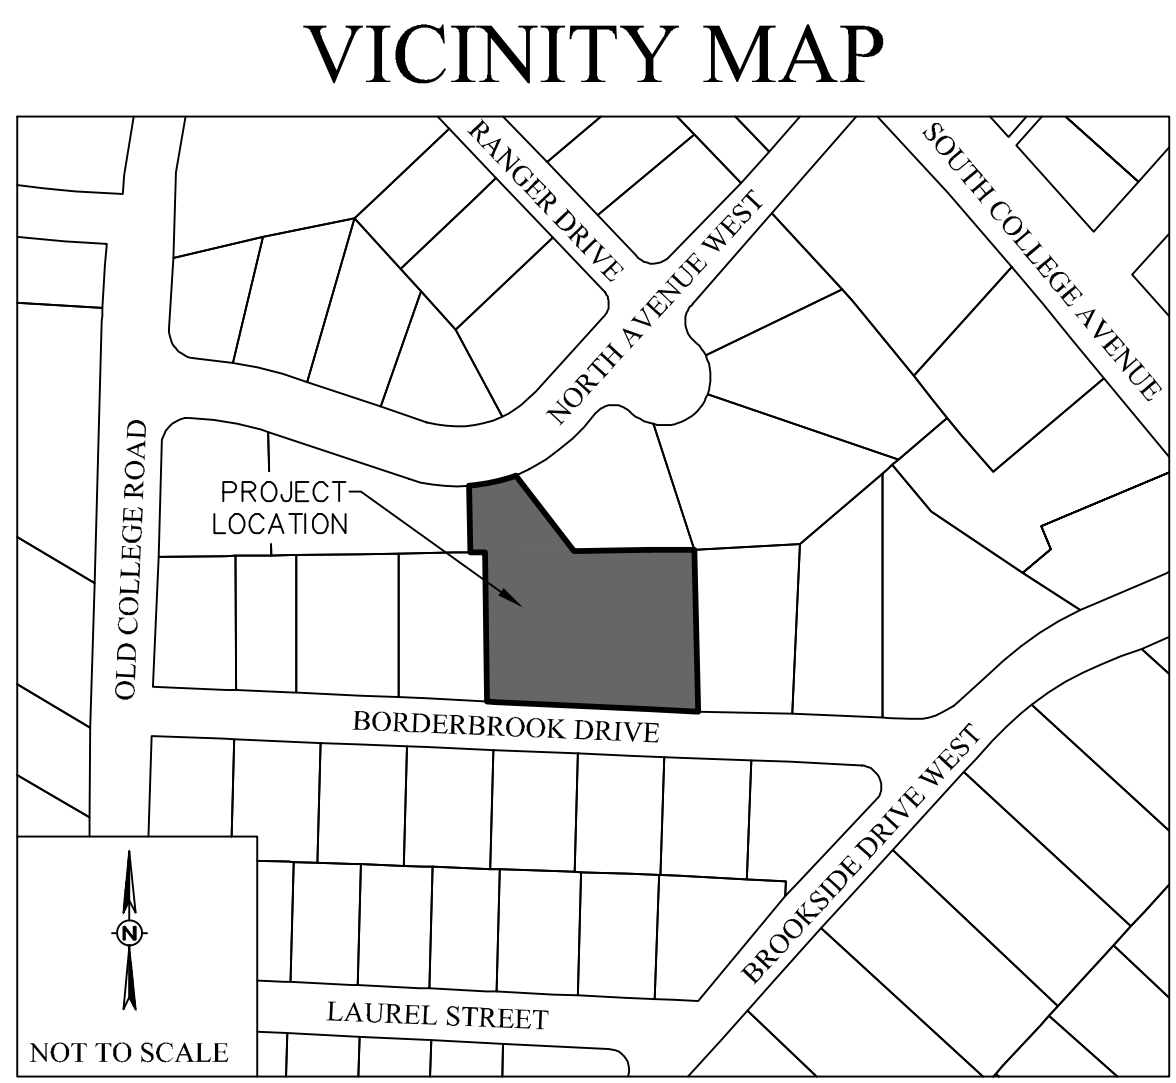 VICINITY MAP
RANGER DRIVE
SOUTH COLLEGE AVENUE
NORTH AVENUE WEST
OLD COLLEGE ROAD
PROJECT
LOCATION
BORDERBROOK DRIVE
BROOKSIDE DRIVE WEST
N
LAUREL STREET
NOT TO SCALE